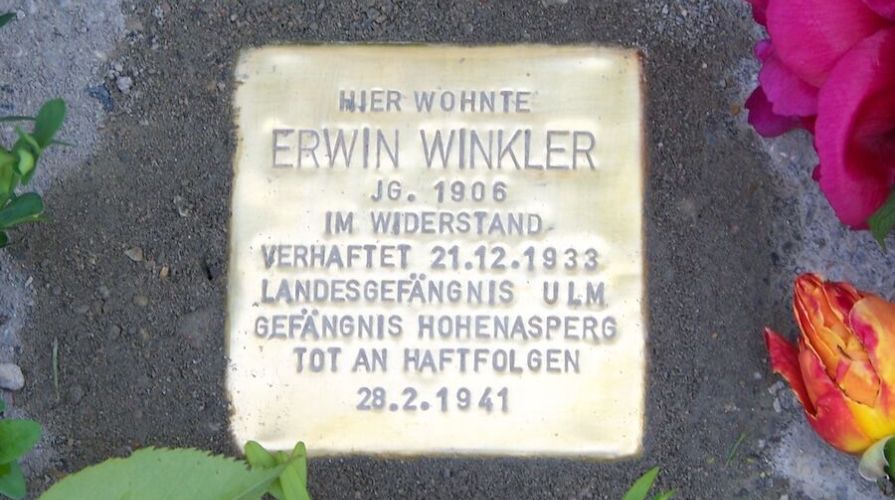 HIER WOHNTE
ERWIN WINKLER
JG. 1906
IM WIDERSTAND
VERHAFTET 21.12.1933
LANDESGEFÄNGNIS ULM
GEFÄNGNIS HOHENASPERG
TOT AN HAFTFOLGEN
28.2.1941